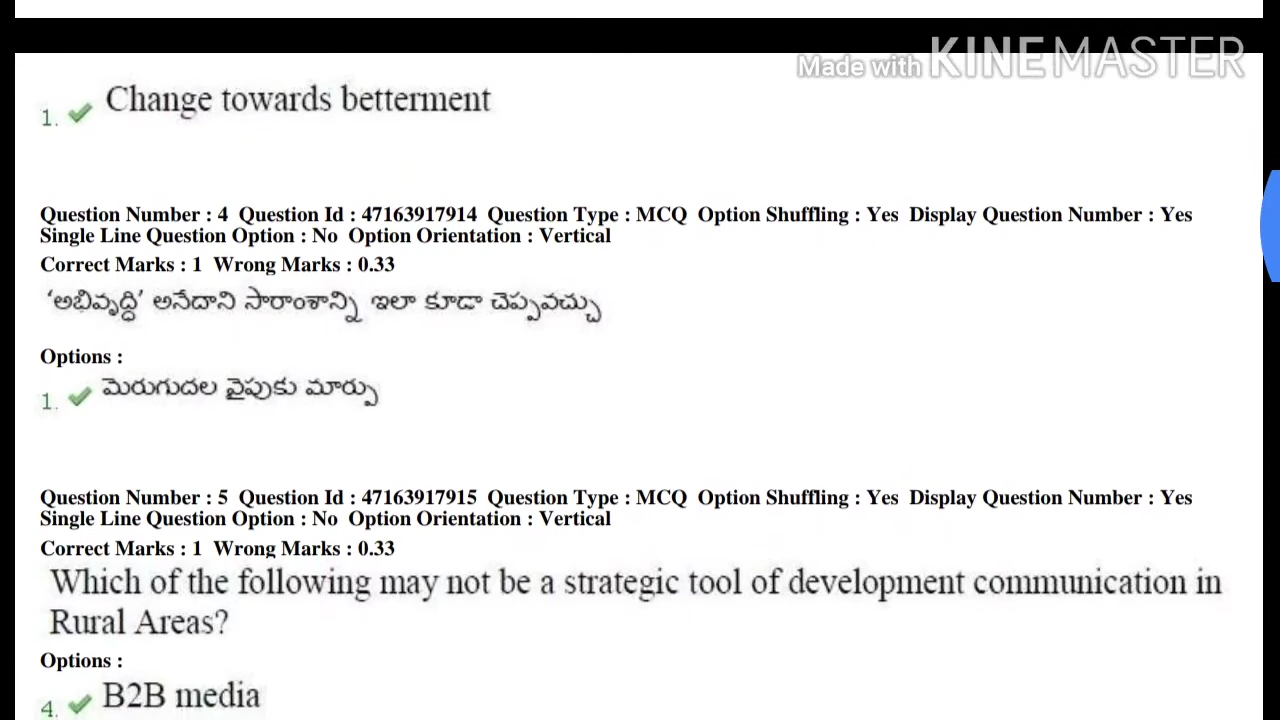 Made with KINEMASTER
1. Change towards betterment
Question Number : 4 Question Id : 47163917914 Question Type : MCQ Option Shuffling : Yes Display Question Number : Yes
Single Line Question Option : No Option Orientation : Vertical
Correct Marks : 1 Wrong Marks : 0.33
‘అభివృద్ధి’ అనేదాని సారాంశాన్ని ఇలా కూడా చెప్పవచ్చు
Options :
1. మెరుగుదల వైపుకు మార్పు
Question Number : 5 Question Id : 47163917915 Question Type : MCQ Option Shuffling : Yes Display Question Number : Yes
Single Line Question Option : No Option Orientation : Vertical
Correct Marks : 1 Wrong Marks : 0.33
Which of the following may not be a strategic tool of development communication in
Rural Areas?
Options :
4. B2B media